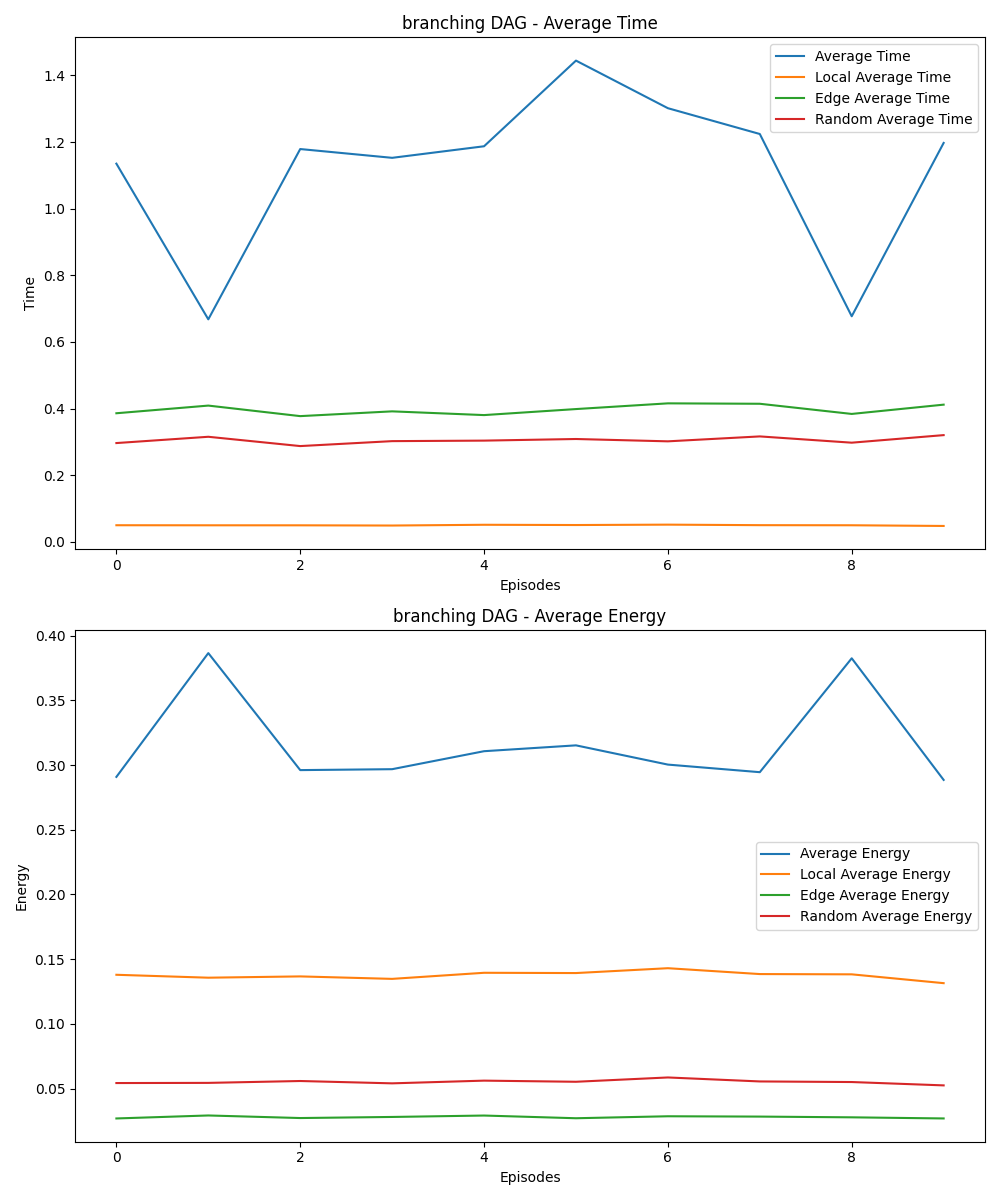 branching DAG - Average Time
Time
1.4
1.2
1.0
0.8
0.6
0.4
0.2
0.0
Average Time
Local Average Time
Edge Average Time
Random Average Time
0 2 4 6 8
Episodes
branching DAG - Average Energy
Energy
0.40
0.35
0.30
0.25
0.20
0.15
0.10
0.05
Average Energy
Local Average Energy
Edge Average Energy
Random Average Energy
0 2 4 6 8
Episodes